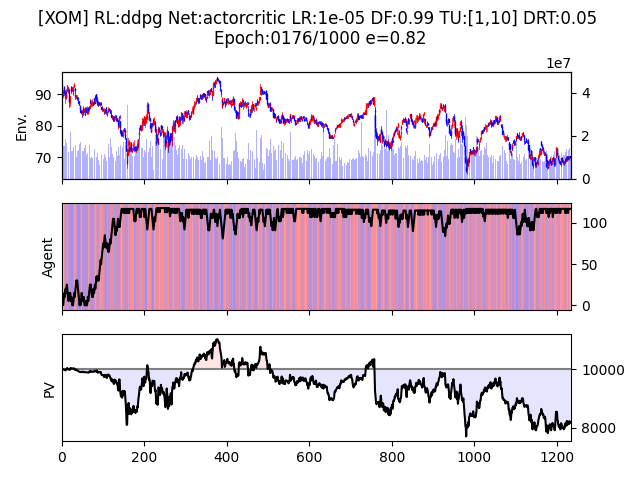 [XOM] RL:ddpg Net:actorcritic LR:1e-05 DF:0.99 TU:[1,10] DRT:0.05
Epoch:0176/1000 e=0.82
1e7
90
80
70
Env.
4
2
0
Agent
100
50
0
PV
10000
8000
0 200 400 600 800 1000 1200